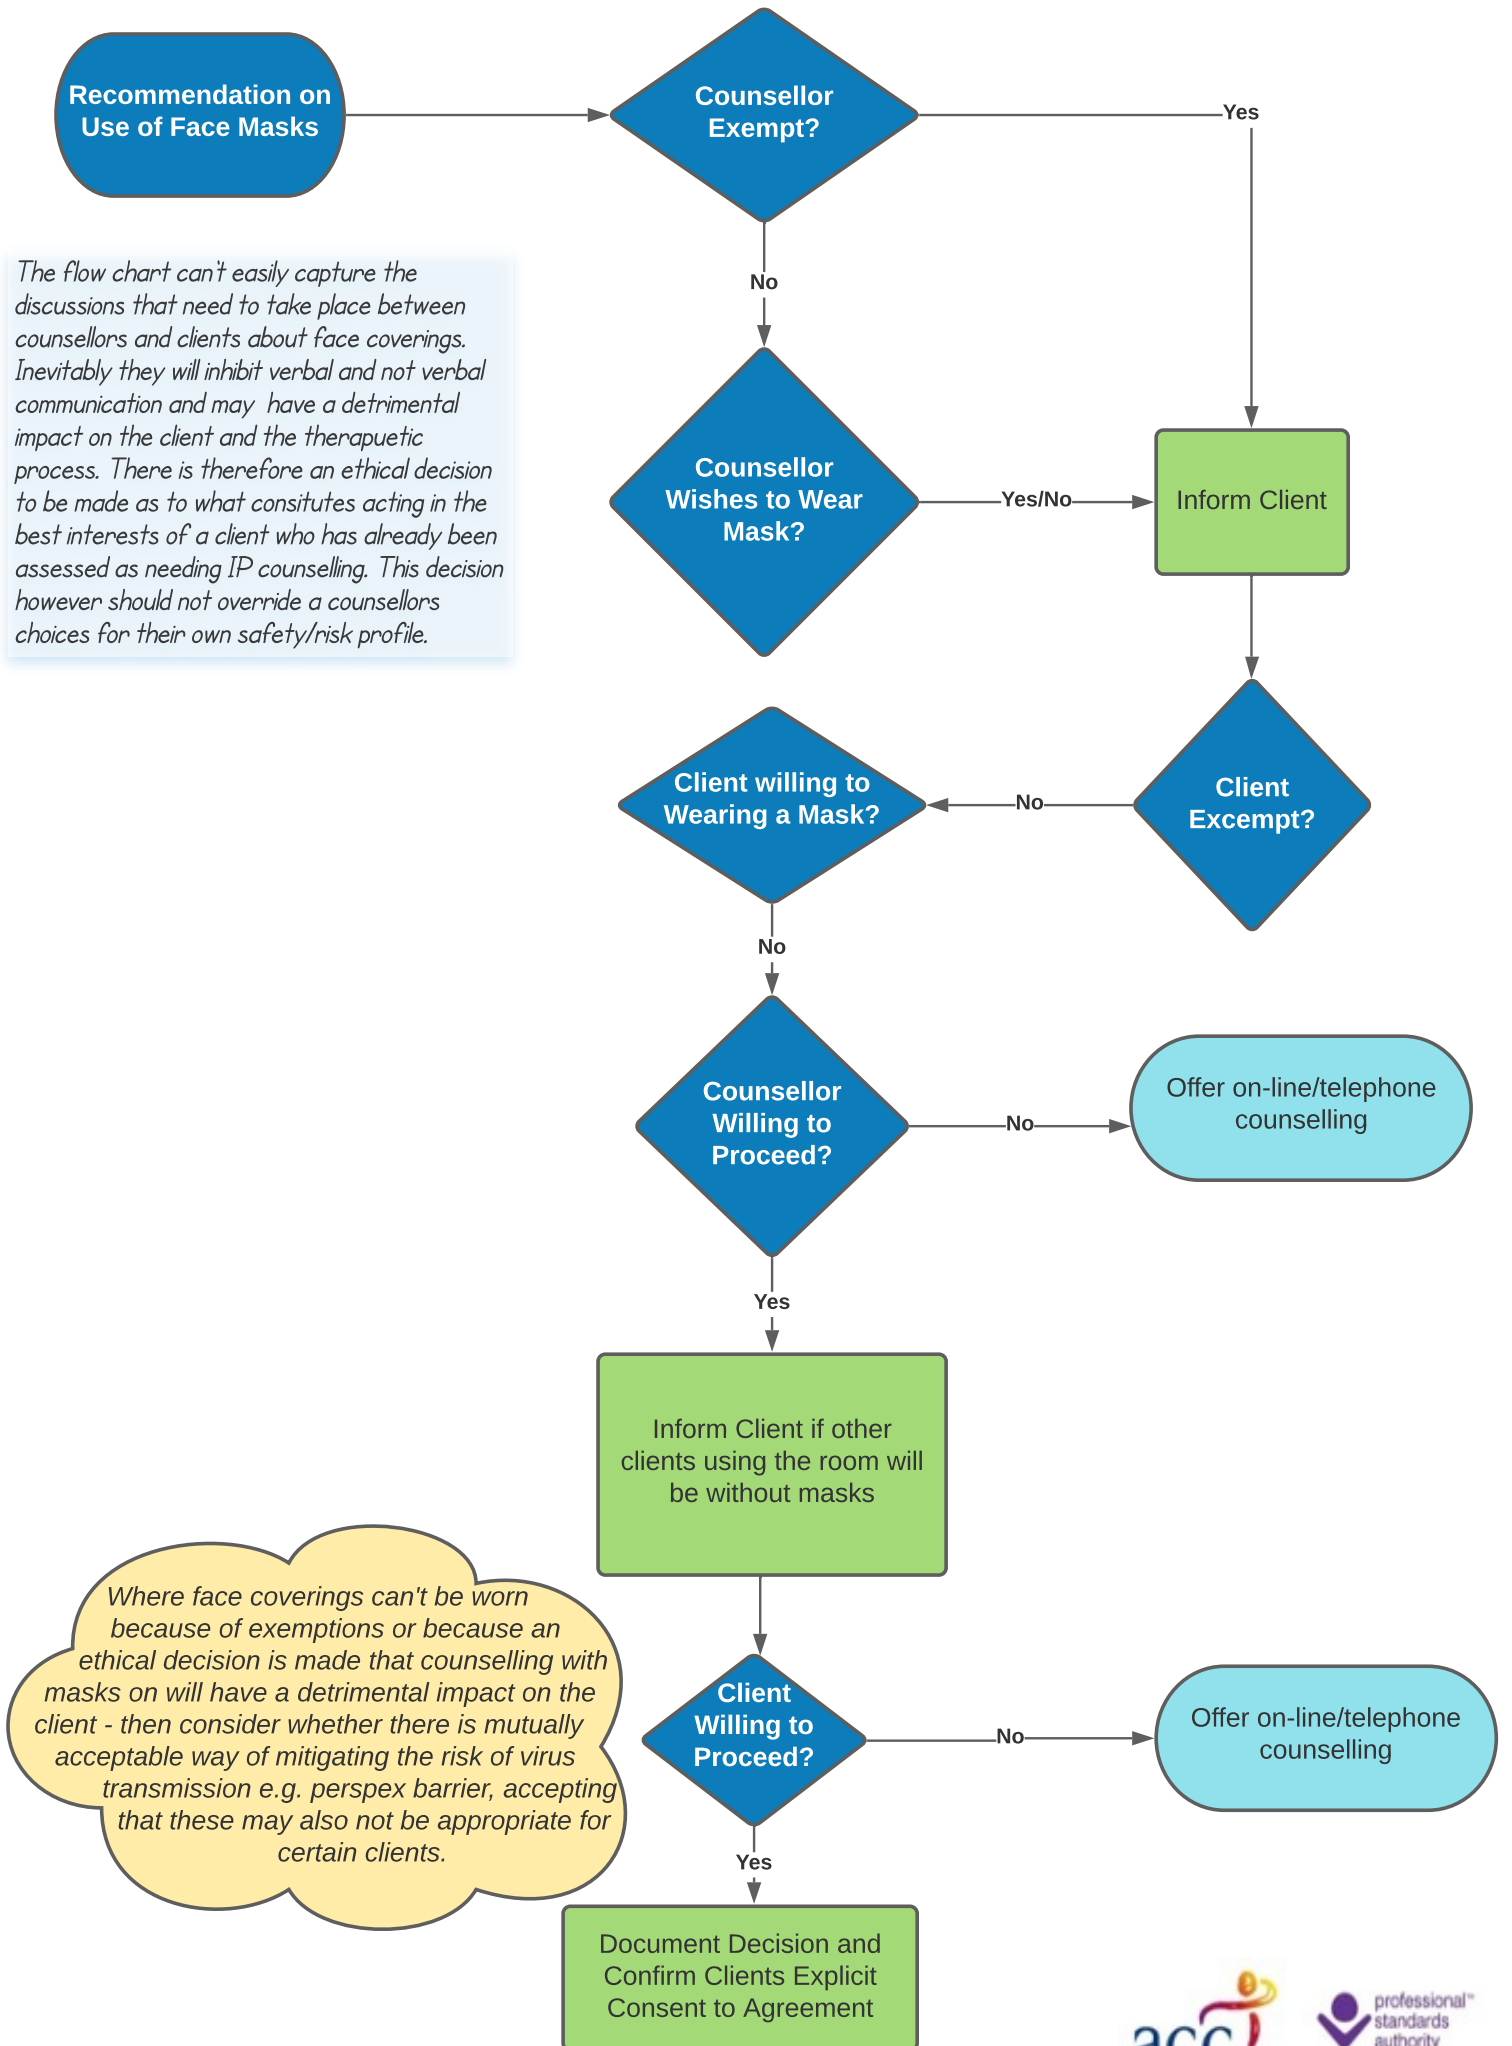 Recommendation on
Use of Face Masks
Counsellor
Exempt?
Yes
No
The flow chart can't easily capture the
discussions that need to take place between
counsellors and clients about face coverings.
Inevitably they will inhibit verbal and not verbal
communication and may have a detrimental
impact on the client and the therapuetic
process. There is therefore an ethical decision
to be made as to what consitutes acting in the
best interests of a client who has already been
assessed as needing IP counselling. This decision
however should not override a counsellors
choices for their own safety/risk profile.
Counsellor
Wishes to Wear
Mask?
Yes/No
Inform Client
Client
Excempt?
No
Client willing to
Wearing a Mask?
No
Counsellor
Willing to
Proceed?
No
Offer on-line/telephone
counselling
Yes
Inform Client if other
clients using the room will
be without masks
Where face coverings can't be worn
because of exemptions or because an
ethical decision is made that counselling with
masks on will have a detrimental impact on the
client - then consider whether there is mutually
acceptable way of mitigating the risk of virus
transmission e.g. perspex barrier, accepting
that these may also not be appropriate for
certain clients.
Client
Willing to
Proceed?
No
Offer on-line/telephone
counselling
Yes
Document Decision and
Confirm Clients Explicit
Consent to Agreement
acc
professional™
standards
authority